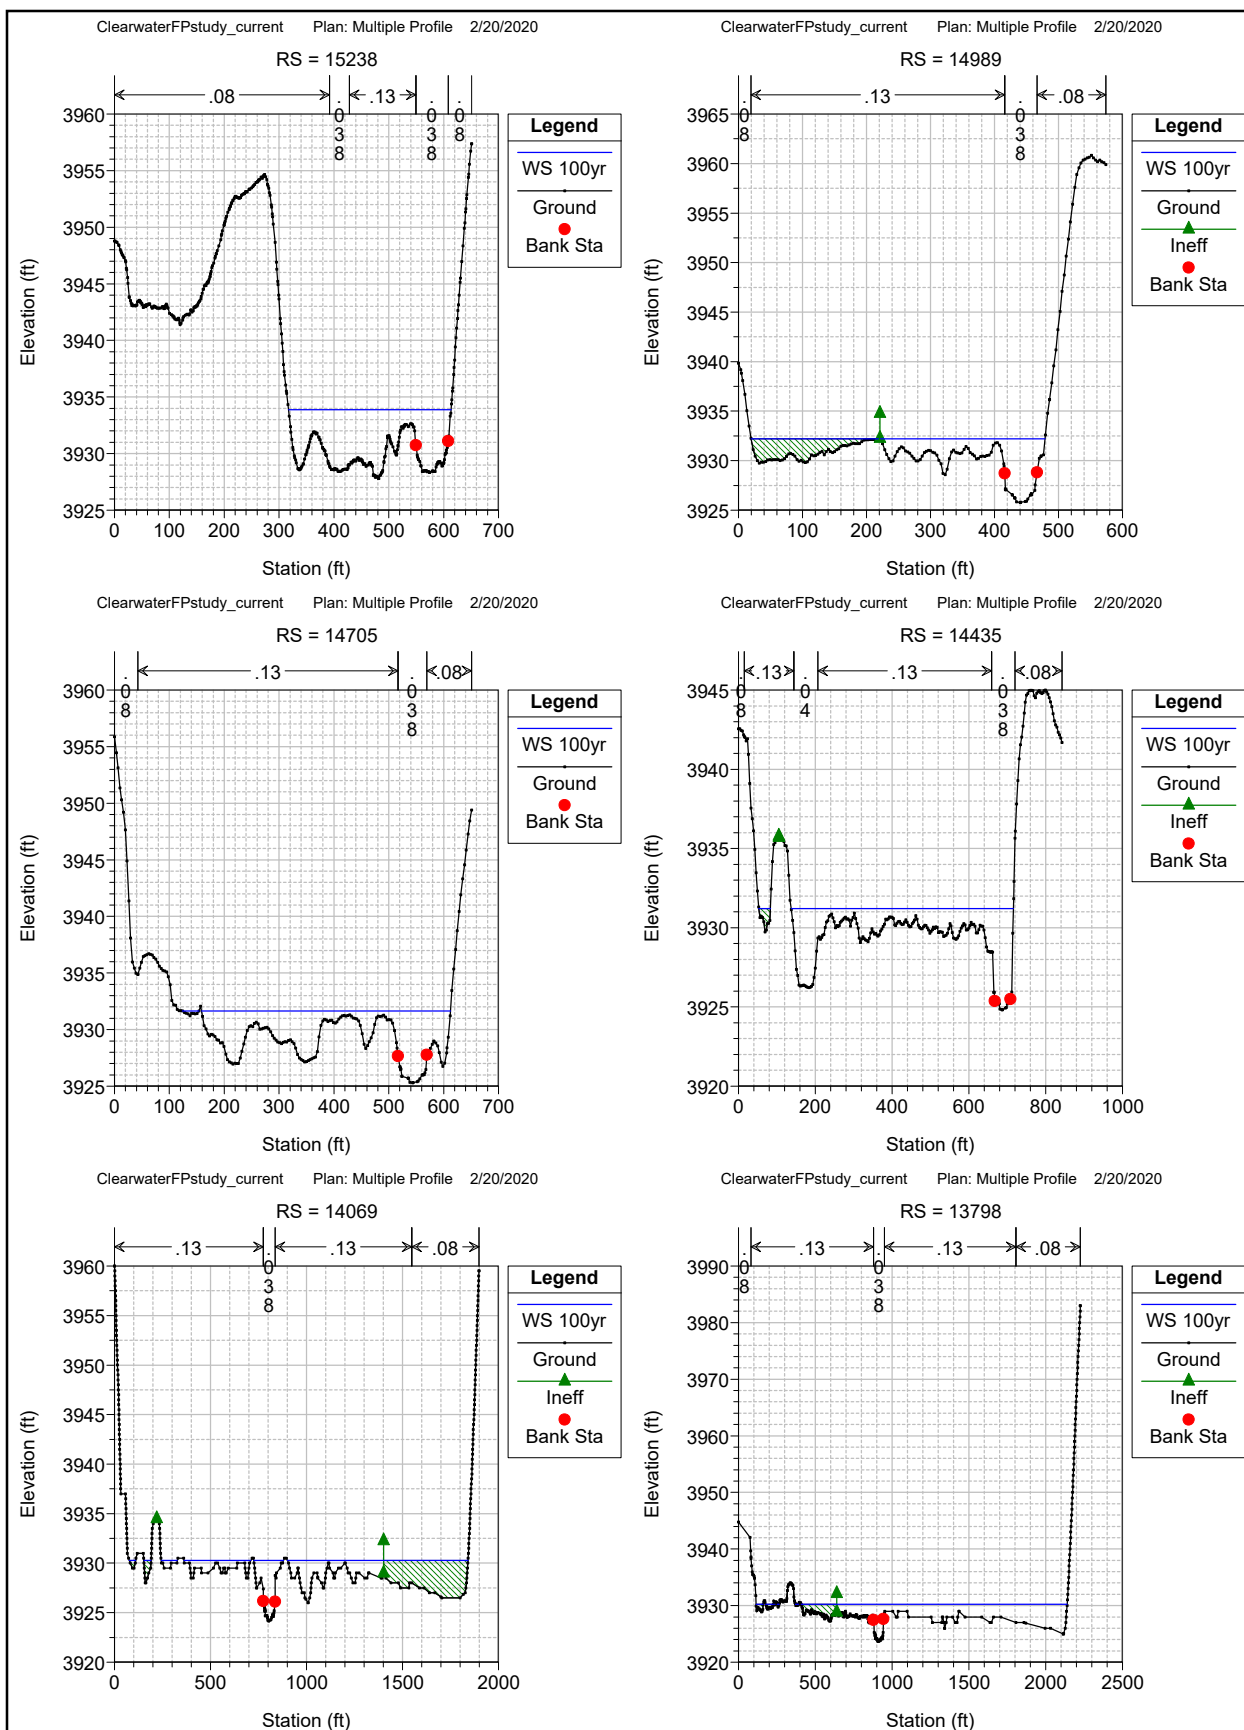 ClearwaterFPstudy_current Plan: Multiple Profile 2/20/2020
RS = 15238
.08
.038
.13
.038
.08
3960
3955
3950
3945
3940
3935
3930
3925
Elevation (ft)
0 100 200 300 400 500 600 700
Station (ft)
Legend
WS 100yr
Ground
Bank Sta
ClearwaterFPstudy_current Plan: Multiple Profile 2/20/2020
RS = 14989
.08
.13
.038
.08
3965
3960
3955
3950
3945
3940
3935
3930
3925
Elevation (ft)
0 100 200 300 400 500 600
Station (ft)
Legend
WS 100yr
Ground
Ineff
Bank Sta
ClearwaterFPstudy_current Plan: Multiple Profile 2/20/2020
RS = 14705
.08
.13
.038
.08
3960
3955
3950
3945
3940
3935
3930
3925
Elevation (ft)
0 100 200 300 400 500 600 700
Station (ft)
Legend
WS 100yr
Ground
Bank Sta
ClearwaterFPstudy_current Plan: Multiple Profile 2/20/2020
RS = 14435
.08
.13
.04
.13
.038
.08
3945
3940
3935
3930
3925
3920
Elevation (ft)
0 200 400 600 800 1000
Station (ft)
Legend
WS 100yr
Ground
Ineff
Bank Sta
ClearwaterFPstudy_current Plan: Multiple Profile 2/20/2020
RS = 14069
.13
.038
.13
.08
3960
3955
3950
3945
3940
3935
3930
3925
3920
Elevation (ft)
0 500 1000 1500 2000
Station (ft)
Legend
WS 100yr
Ground
Ineff
Bank Sta
ClearwaterFPstudy_current Plan: Multiple Profile 2/20/2020
RS = 13798
.08
.13
.038
.13
.08
3990
3980
3970
3960
3950
3940
3930
3920
Elevation (ft)
0 500 1000 1500 2000 2500
Station (ft)
Legend
WS 100yr
Ground
Ineff
Bank Sta